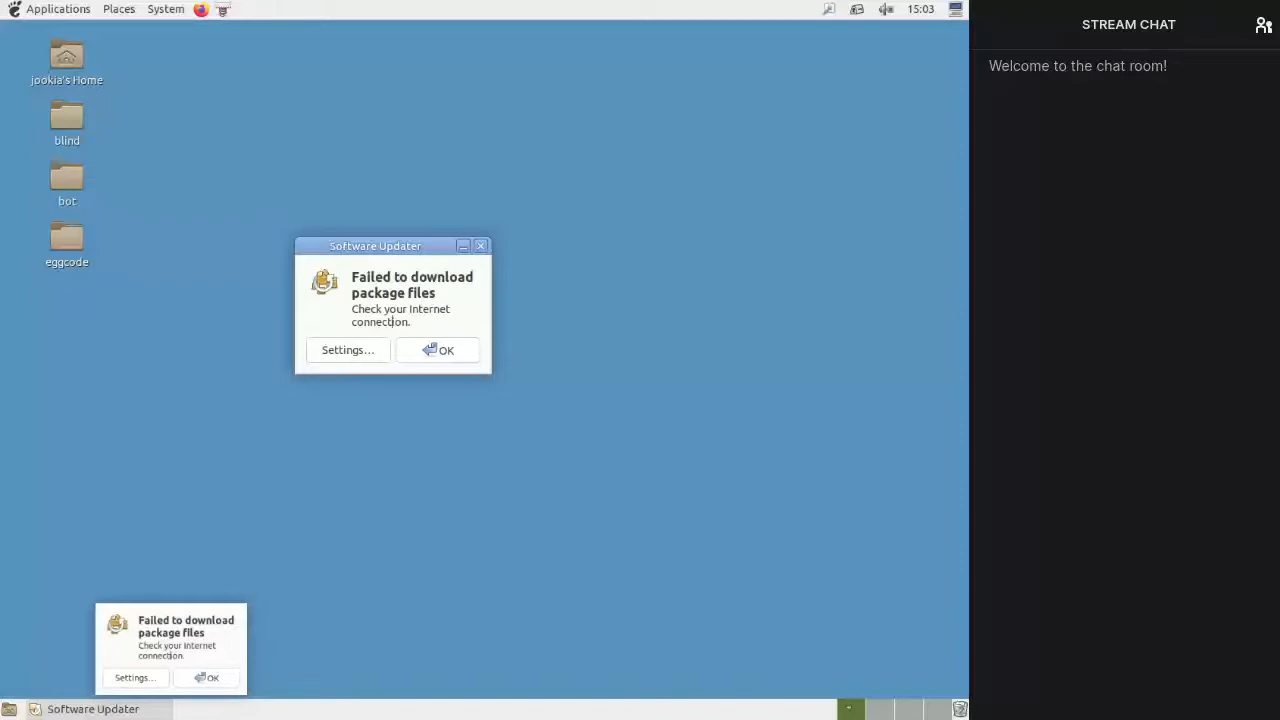 Applications Places System 15:03
STREAM CHAT
Welcome to the chat room!
jookia's Home
blind
bot
eggcode
Software Updater
Failed to download
package files
Check your Internet
connection.
Settings... OK
Failed to download
package files
Check your Internet
connection.
Settings... OK
Software Updater